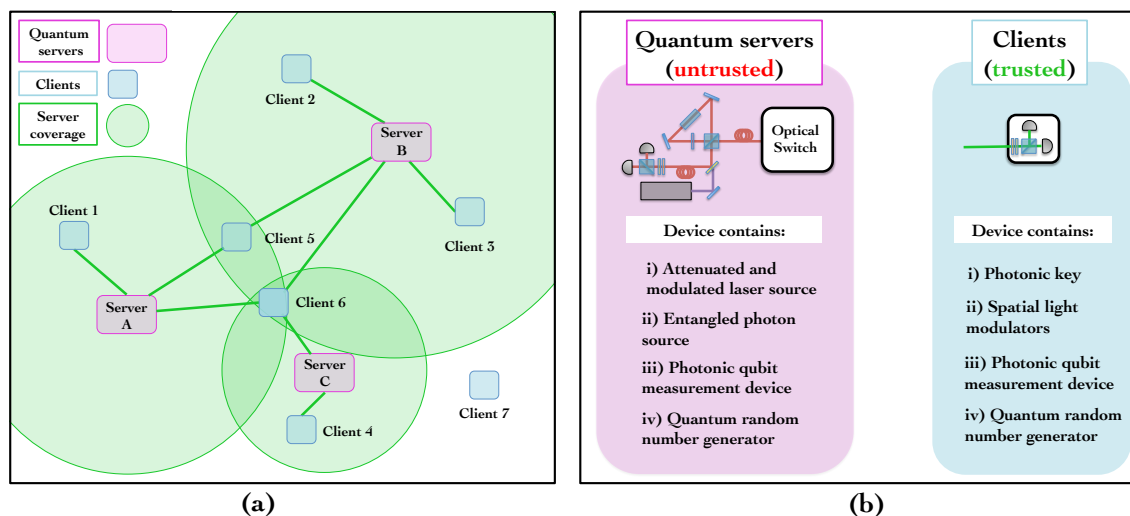 (a)
Quantum
servers
Clients
Server
coverage
Client 2
Server
B
Client 1
Client 5
Client 3
Server
A
Client 6
Server
C
Client 7
Client 4
(b)
Quantum servers
(untrusted)
Optical
Switch
Device contains:
i) Attenuated and
modulated laser source
ii) Entangled photon
source
iii) Photonic qubit
measurement device
iv) Quantum random
number generator
Clients
(trusted)
Device contains:
i) Photonic key
ii) Spatial light
modulators
iii) Photonic qubit
measurement device
iv) Quantum random
number generator